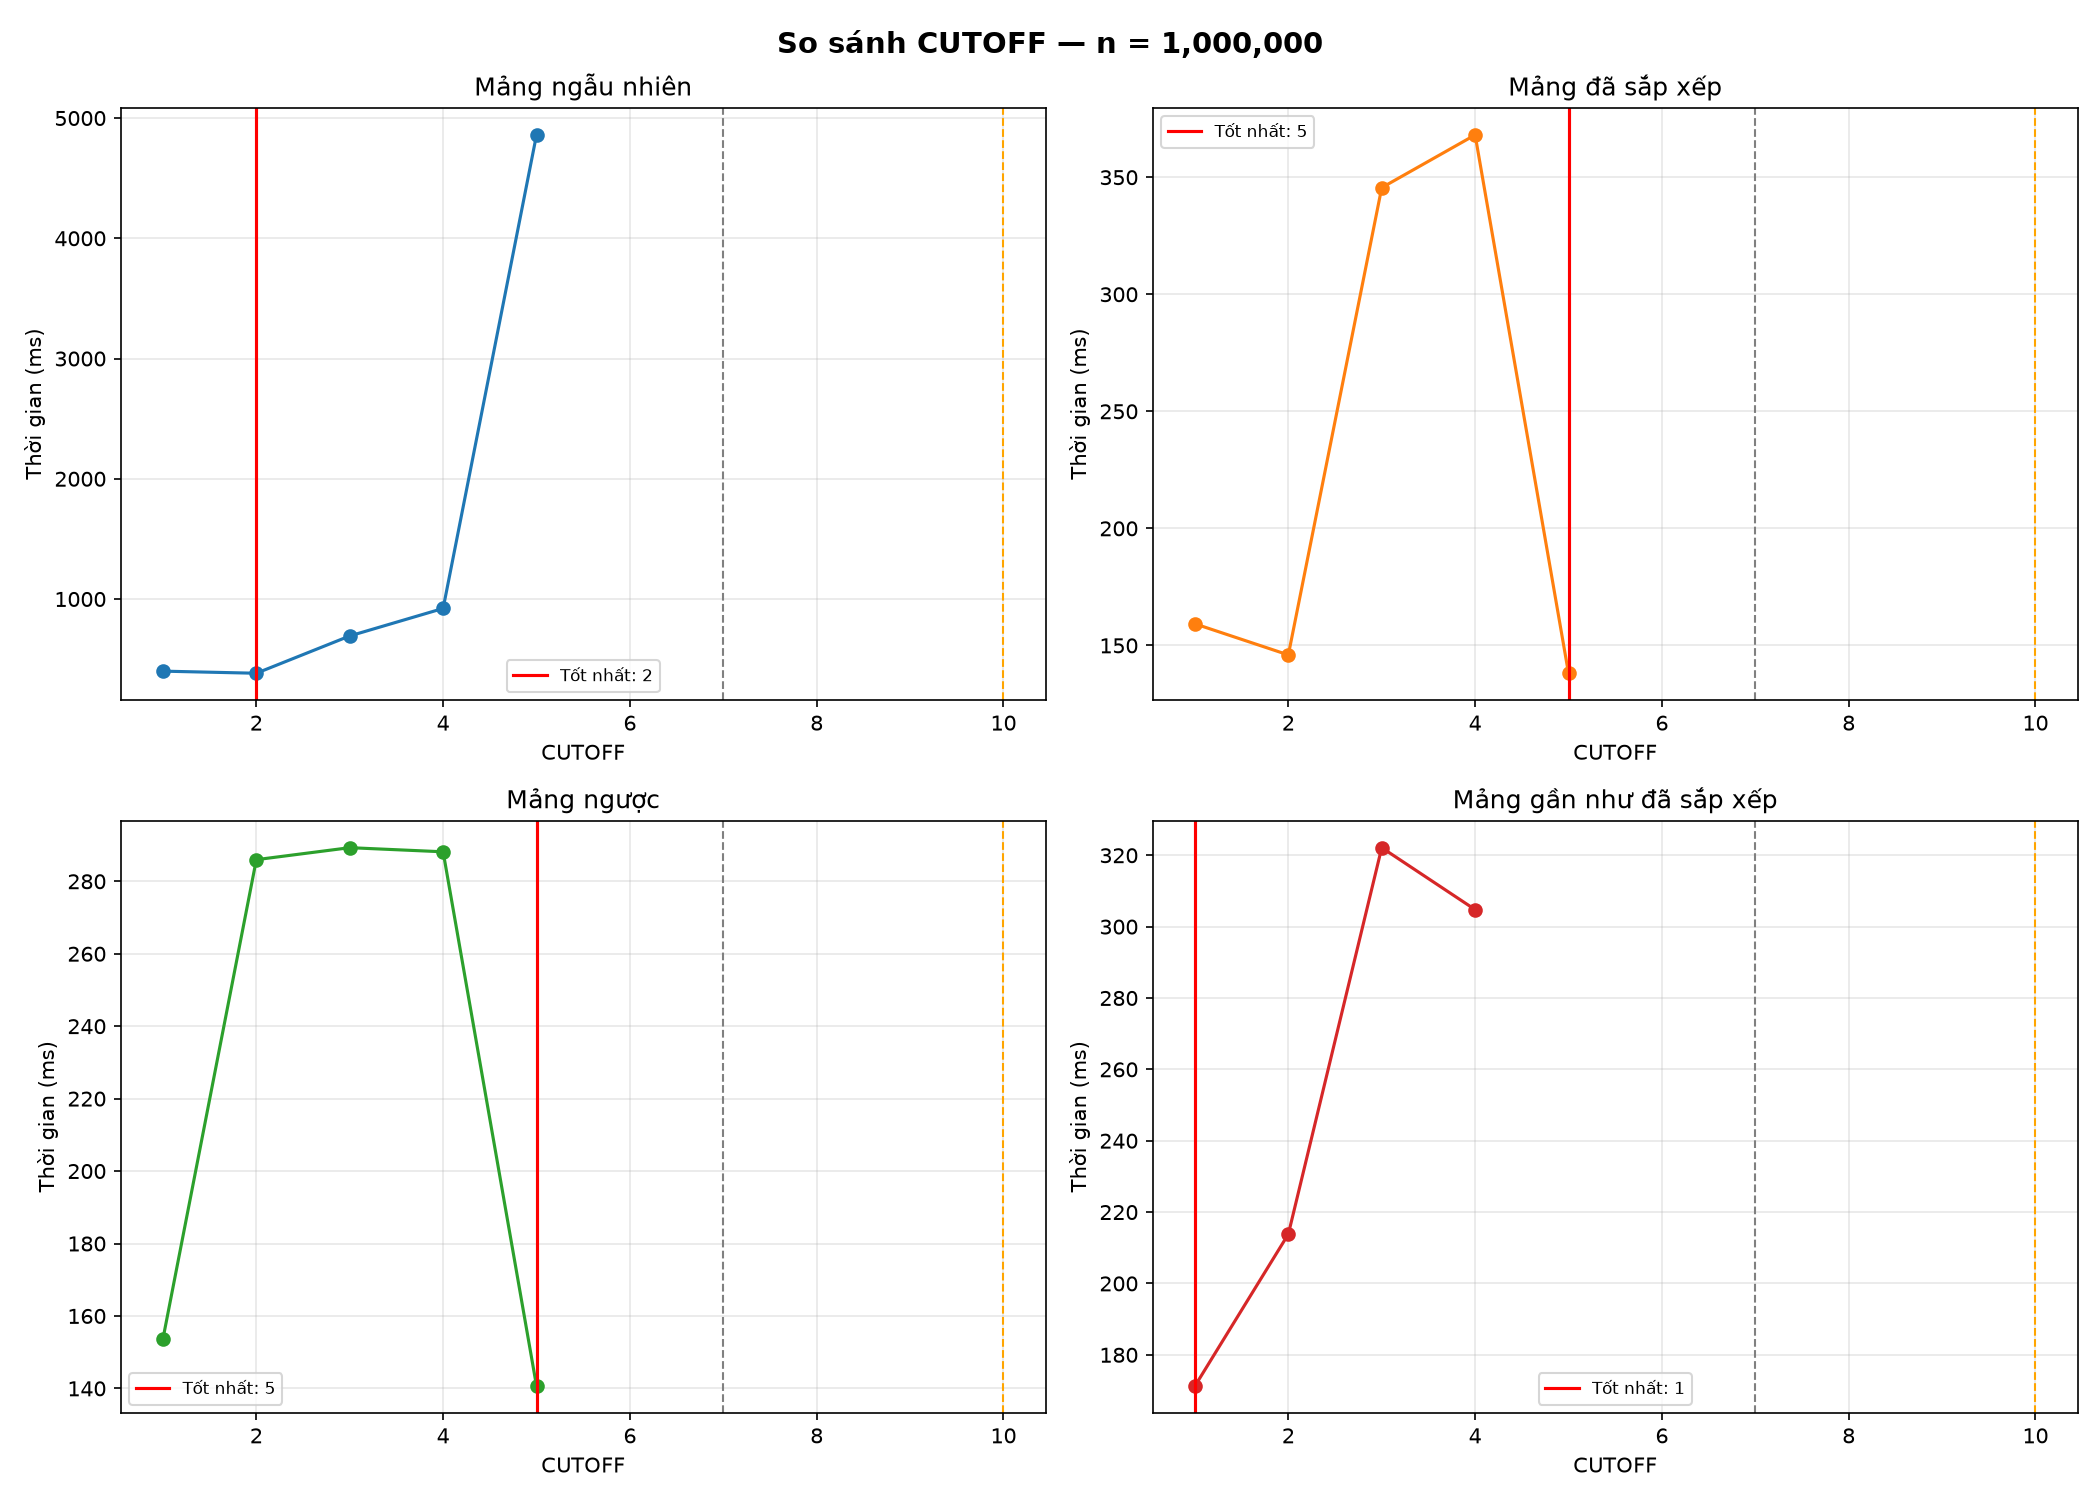 So sánh CUTOFF — n = 1,000,000
Mảng ngẫu nhiên
5000
4000
3000
2000
1000
Thời gian (ms)
Tốt nhất: 2
2 4 6 8 10
CUTOFF
Mảng đã sắp xếp
350
300
250
200
150
Thời gian (ms)
Tốt nhất: 5
2 4 6 8 10
CUTOFF
Mảng ngược
280
260
240
220
200
180
160
140
Thời gian (ms)
Tốt nhất: 5
2 4 6 8 10
CUTOFF
Mảng gần như đã sắp xếp
320
300
280
260
240
220
200
180
Thời gian (ms)
Tốt nhất: 1
2 4 6 8 10
CUTOFF